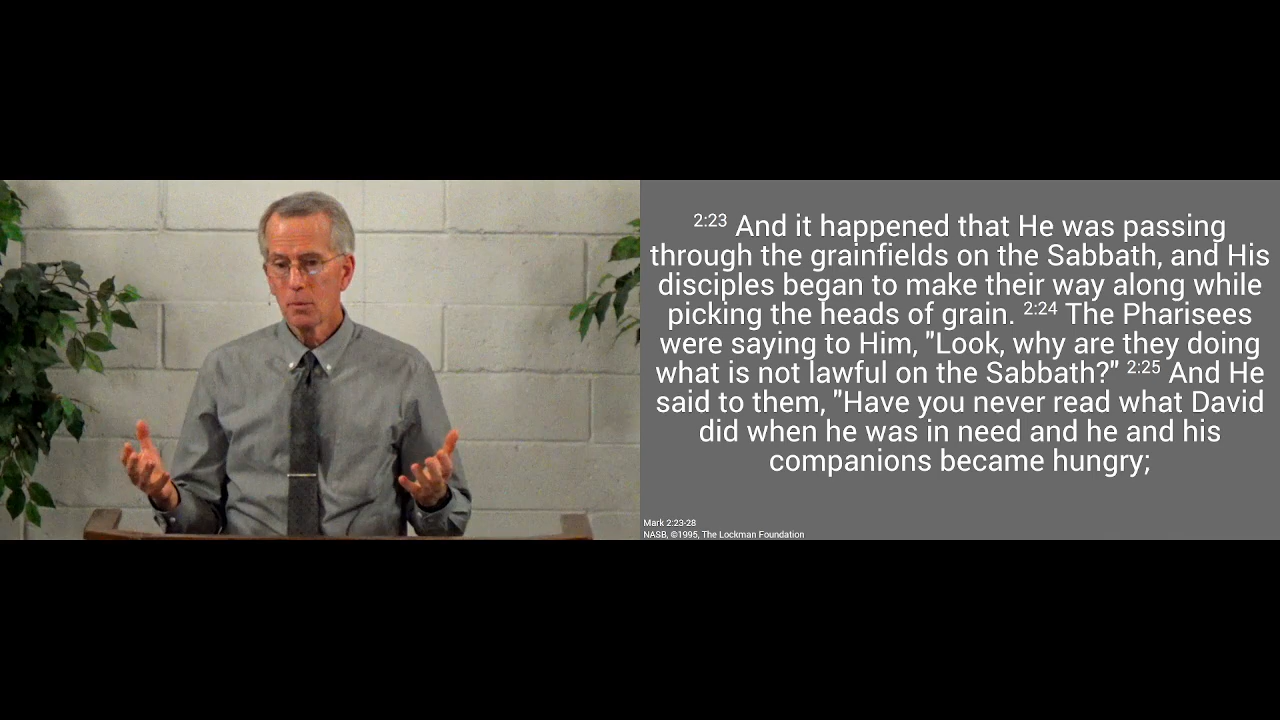 2:23 And it happened that He was passing
through the grainfields on the Sabbath, and His
disciples began to make their way along while
picking the heads of grain. 2:24 The Pharisees
were saying to Him, "Look, why are they doing
what is not lawful on the Sabbath?" 2:25 And He
said to them, "Have you never read what David
did when he was in need and he and his
companions became hungry;
Mark 2:23-28
NASB, ©1995, The Lockman Foundation